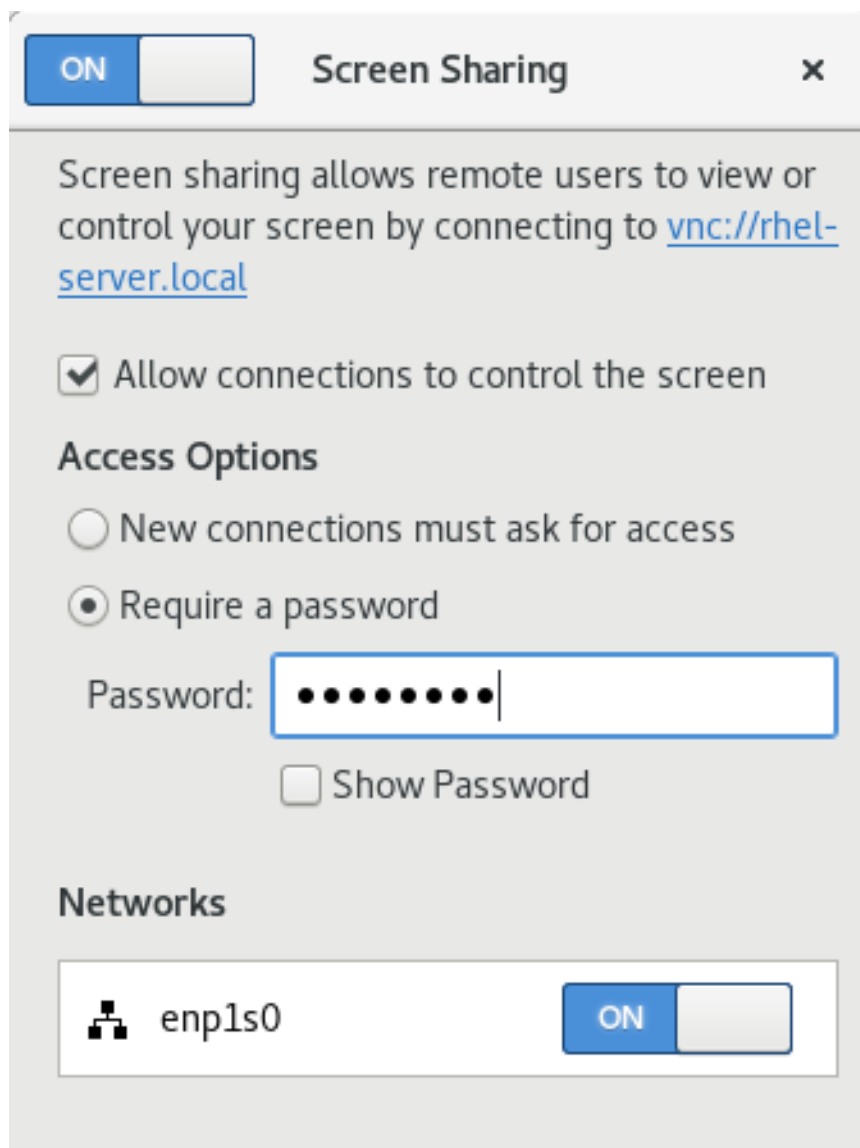 ON Screen Sharing ×
Screen sharing allows remote users to view or
control your screen by connecting to vnc://rhel-
server.local
Allow connections to control the screen
Access Options
New connections must ask for access
Require a password
Password: ••••••••
Show Password
Networks
enp1s0 ON